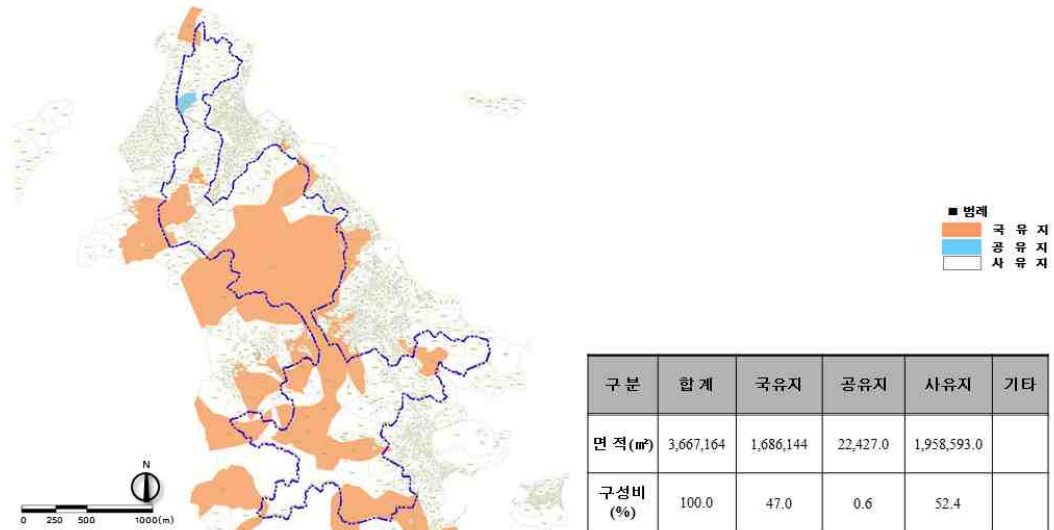 ■ 범례
국 유 지
공 유 지
사 유 지
N
0 250 500 1000(m)
구 분 합 계 국유지 공유지 사유지 기타
면 적(㎡) 3,667,164 1,686,144 22,427.0 1,958,593.0
구성비
(%) 100.0 47.0 0.6 52.4